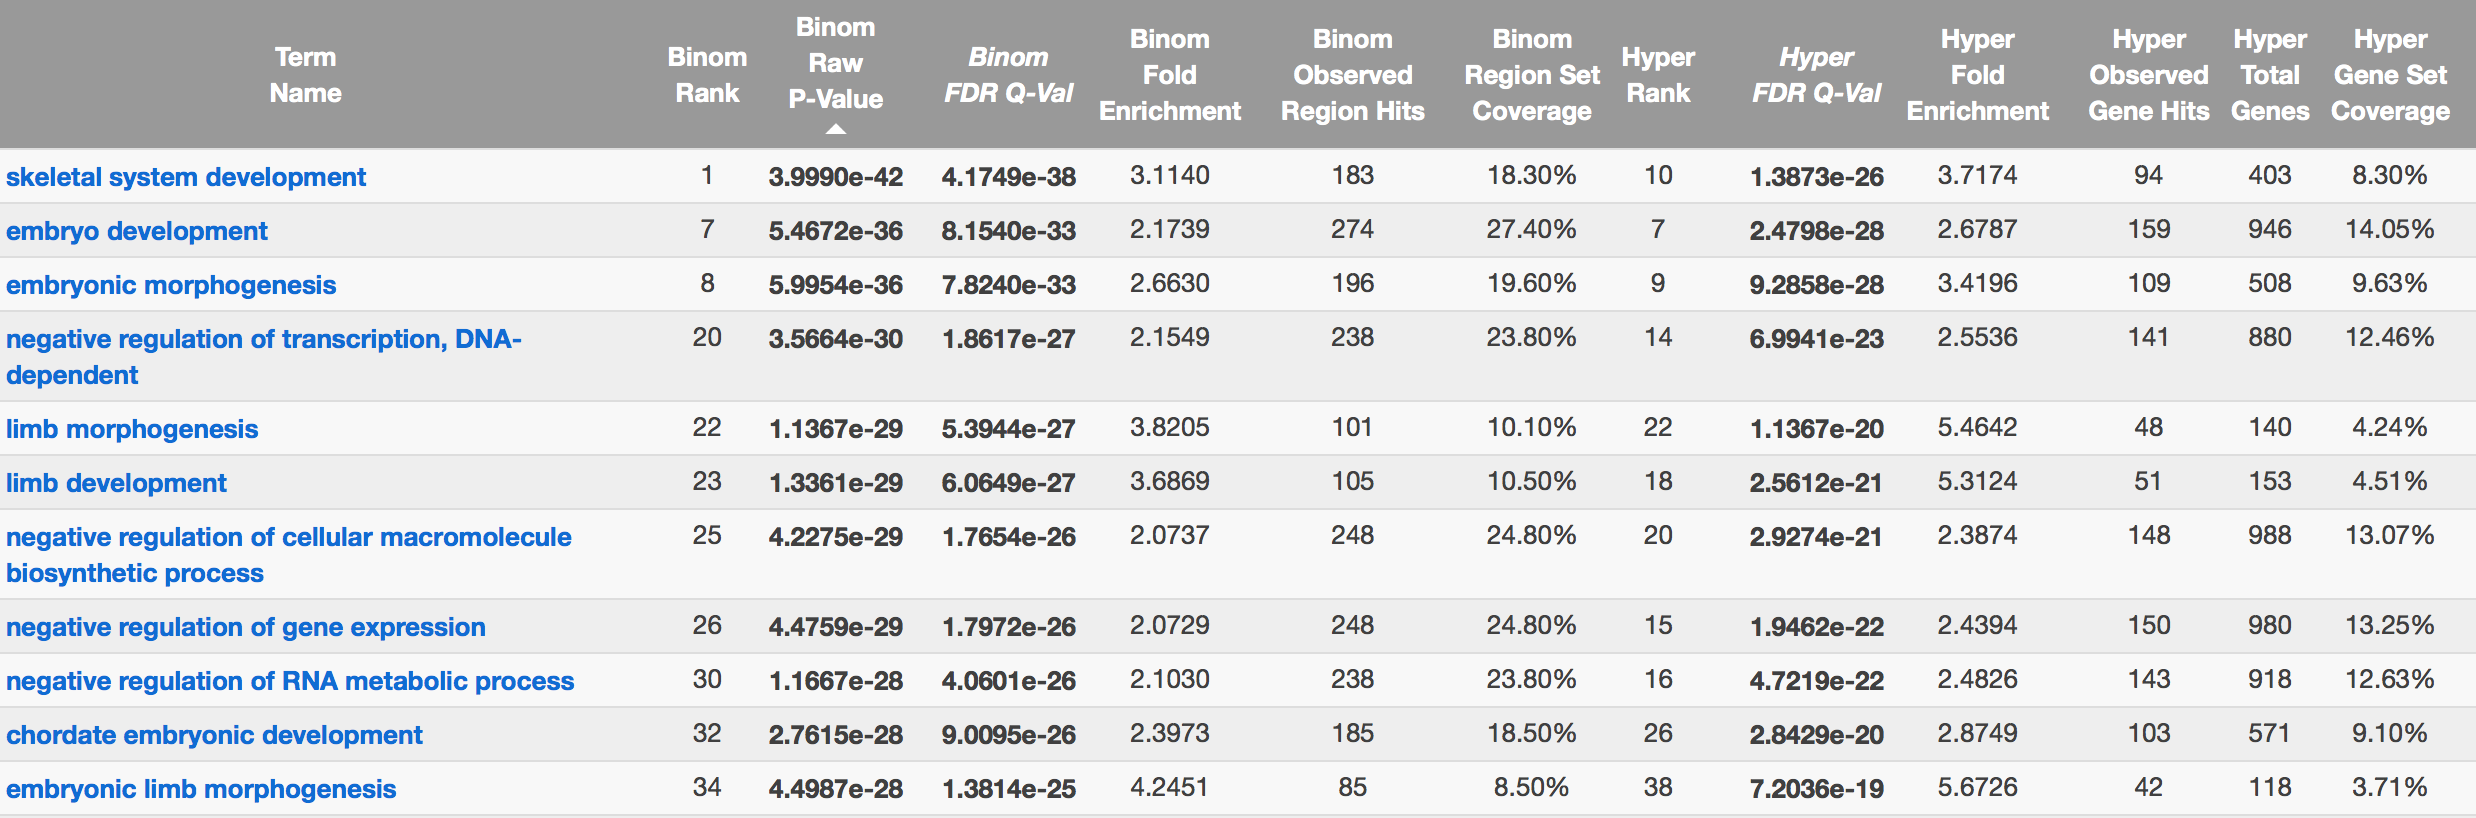 Term Name
Binom Rank
Binom Raw P-Value
Binom FDR Q-Val
Binom Fold Enrichment
Binom Observed Region Hits
Binom Region Set Coverage
Hyper Rank
Hyper FDR Q-Val
Hyper Fold Enrichment
Hyper Observed Gene Hits
Hyper Total Genes
Hyper Gene Set Coverage
skeletal system development 1 3.9990e-42 4.1749e-38 3.1140 183 18.30% 10 1.3873e-26 3.7174 94 403 8.30%
embryo development 7 5.4672e-36 8.1540e-33 2.1739 274 27.40% 7 2.4798e-28 2.6787 159 946 14.05%
embryonic morphogenesis 8 5.9954e-36 7.8240e-33 2.6630 196 19.60% 9 9.2858e-28 3.4196 109 508 9.63%
negative regulation of transcription, DNA- 20 3.5664e-30 1.8617e-27 2.1549 238 23.80% 14 6.9941e-23 2.5536 141 880 12.46%
dependent
limb morphogenesis 22 1.1367e-29 5.3944e-27 3.8205 101 10.10% 22 1.1367e-20 5.4642 48 140 4.24%
limb development 23 1.3361e-29 6.0649e-27 3.6869 105 10.50% 18 2.5612e-21 5.3124 51 153 4.51%
negative regulation of cellular macromolecule 25 4.2275e-29 1.7654e-26 2.0737 248 24.80% 20 2.9274e-21 2.3874 148 988 13.07%
biosynthetic process
negative regulation of gene expression 26 4.4759e-29 1.7972e-26 2.0729 248 24.80% 15 1.9462e-22 2.4394 150 980 13.25%
negative regulation of RNA metabolic process 30 1.1667e-28 4.0601e-26 2.1030 238 23.80% 16 4.7219e-22 2.4826 143 918 12.63%
chordate embryonic development 32 2.7615e-28 9.0095e-26 2.3973 185 18.50% 26 2.8429e-20 2.8749 103 571 9.10%
embryonic limb morphogenesis 34 4.4987e-28 1.3814e-25 4.2451 85 8.50% 38 7.2036e-19 5.6726 42 118 3.71%